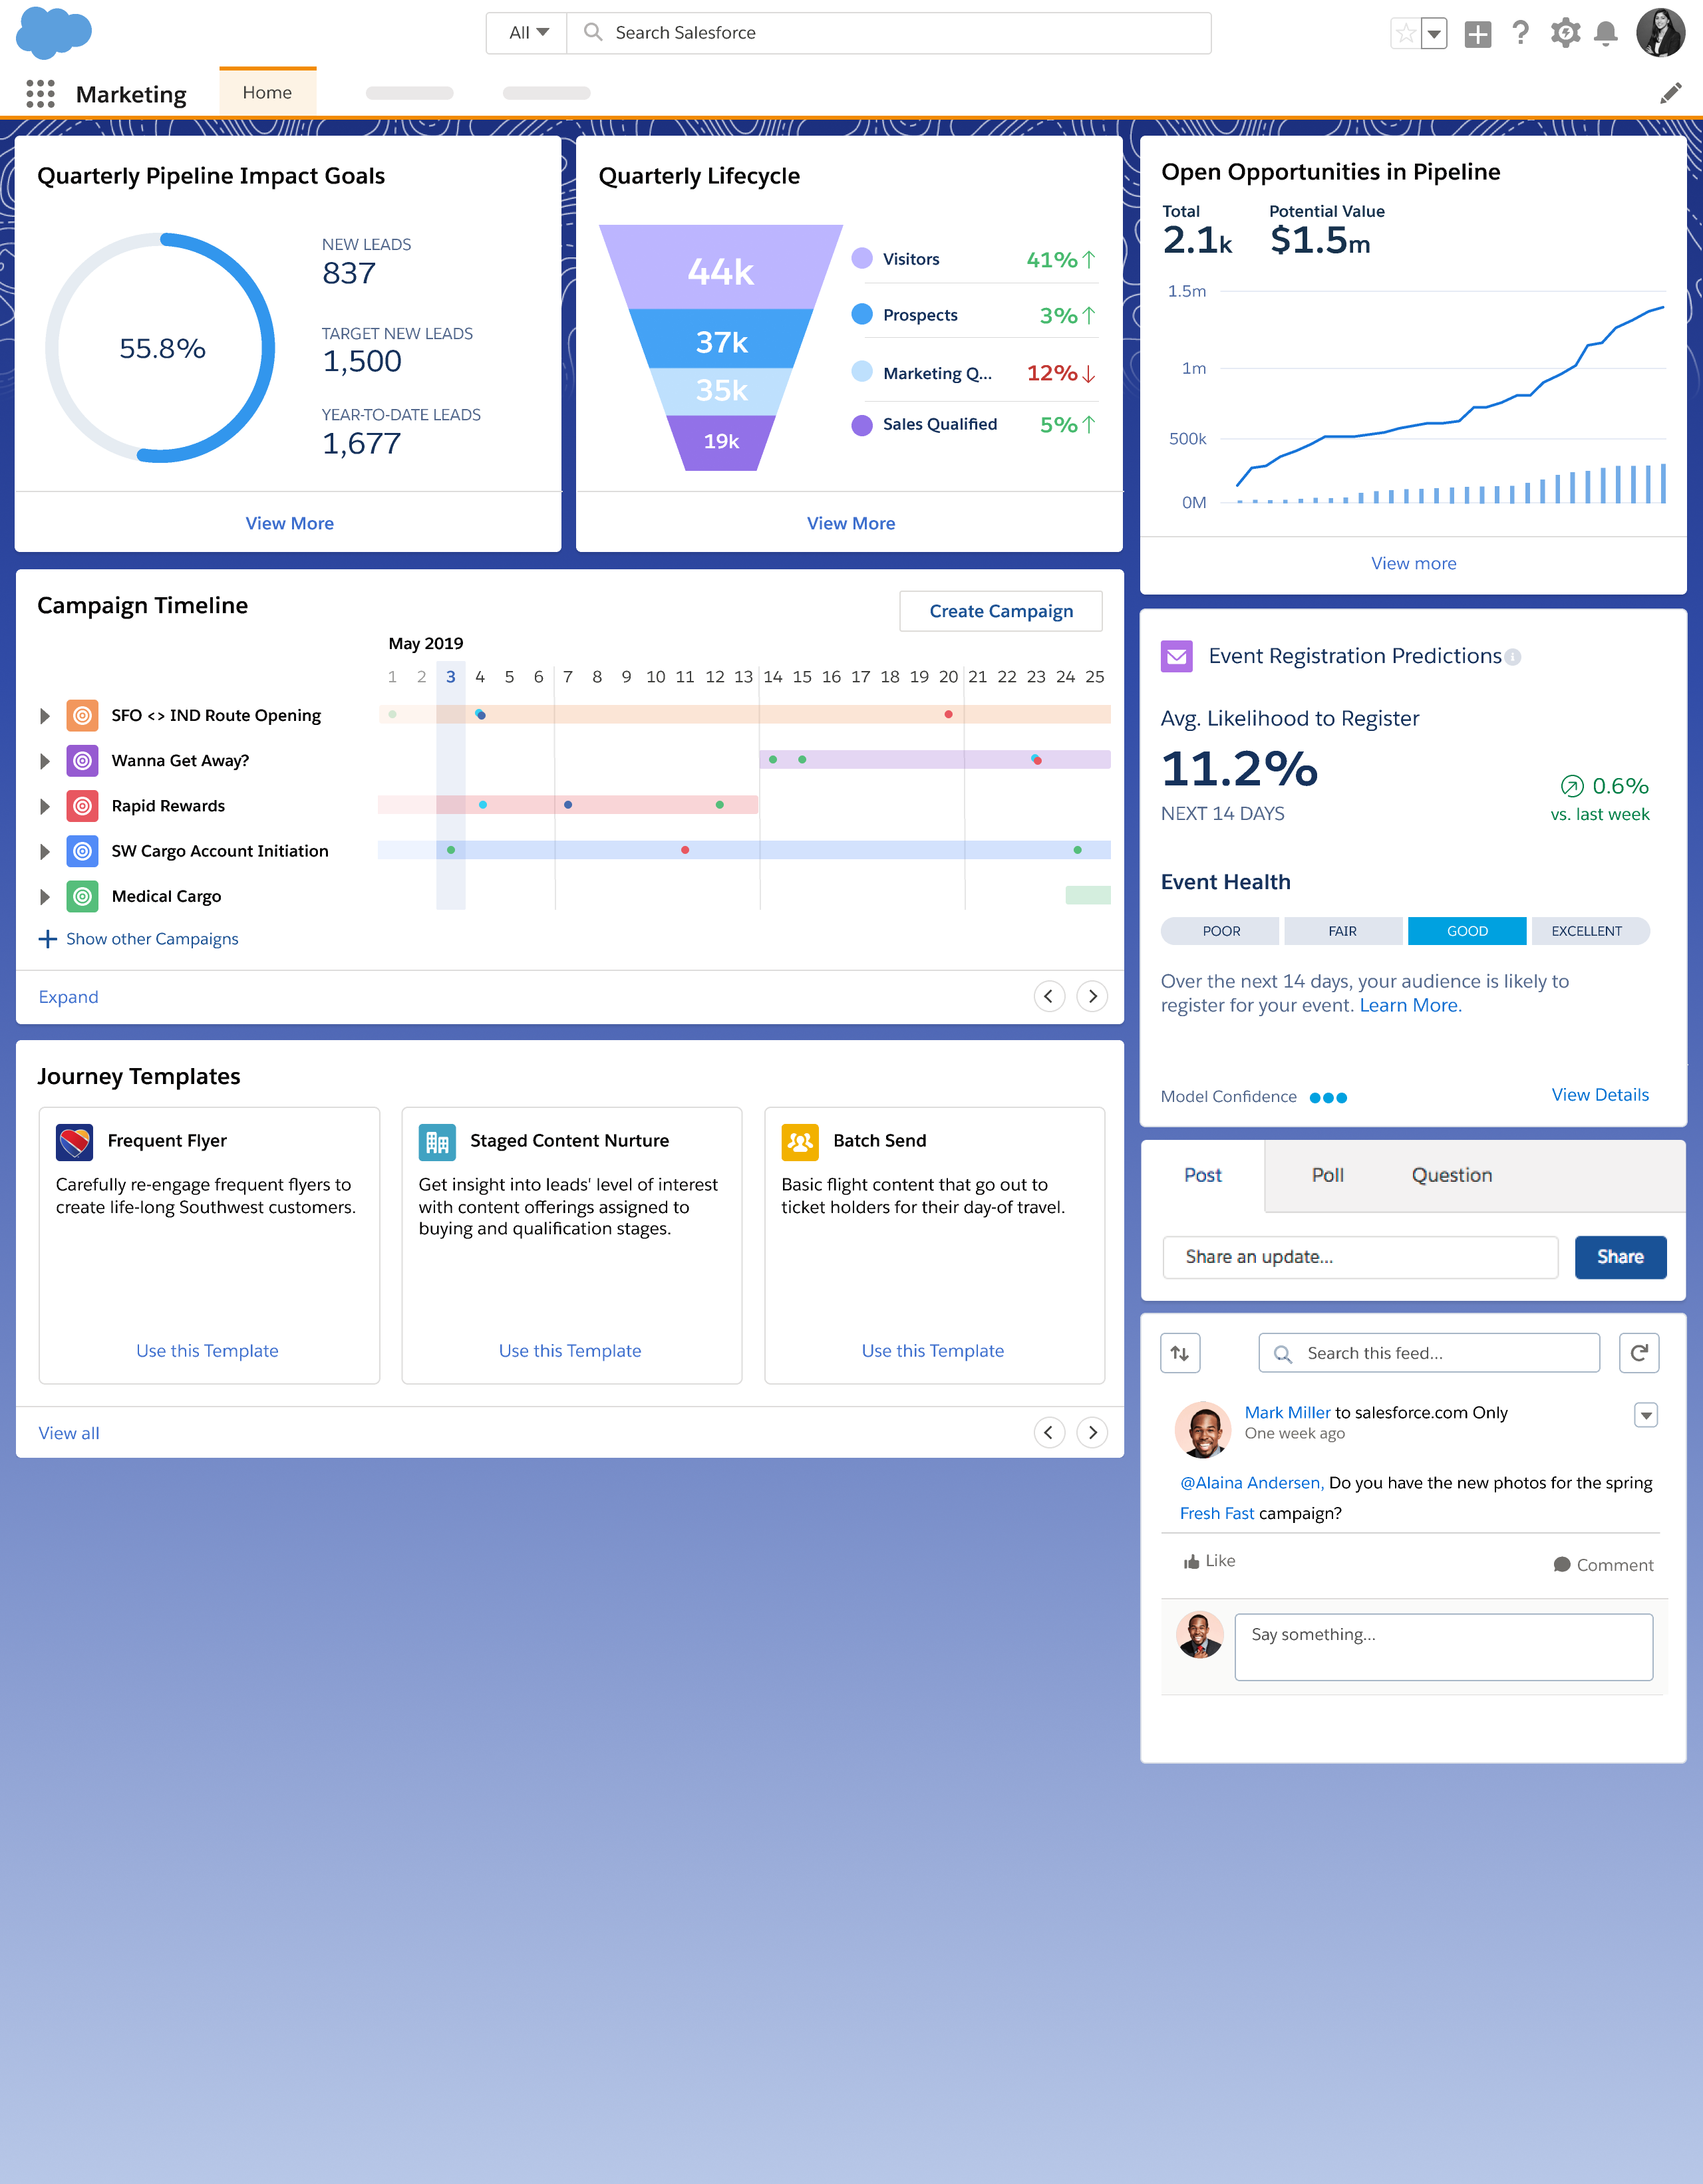 All
Search Salesforce
Marketing
Home
Quarterly Pipeline Impact Goals
55.8%
NEW LEADS
837
TARGET NEW LEADS
1,500
YEAR-TO-DATE LEADS
1,677
View More
Quarterly Lifecycle
44k
37k
35k
19k
Visitors 41%↑
Prospects 3%↑
Marketing Q... 12%↓
Sales Qualified 5%↑
View More
Open Opportunities in Pipeline
Total Potential Value
2.1k $1.5m
1.5m
1m
500k
0M
View more
Campaign Timeline
Create Campaign
May 2019
1 2 3 4 5 6 7 8 9 10 11 12 13 14 15 16 17 18 19 20 21 22 23 24 25
SFO <> IND Route Opening
Wanna Get Away?
Rapid Rewards
SW Cargo Account Initiation
Medical Cargo
Show other Campaigns
Expand
Event Registration Predictions
Avg. Likelihood to Register
11.2%
NEXT 14 DAYS
0.6%
vs. last week
Event Health
POOR FAIR GOOD EXCELLENT
Over the next 14 days, your audience is likely to
register for your event. Learn More.
Model Confidence
View Details
Journey Templates
Frequent Flyer
Carefully re-engage frequent flyers to
create life-long Southwest customers.
Use this Template
Staged Content Nurture
Get insight into leads' level of interest
with content offerings assigned to
buying and qualification stages.
Use this Template
Batch Send
Basic flight content that go out to
ticket holders for their day-of travel.
Use this Template
View all
Post Poll Question
Share an update...
Share
Search this feed...
Mark Miller to salesforce.com Only
One week ago
@Alaina Andersen, Do you have the new photos for the spring
Fresh Fast campaign?
Like
Comment
Say something...